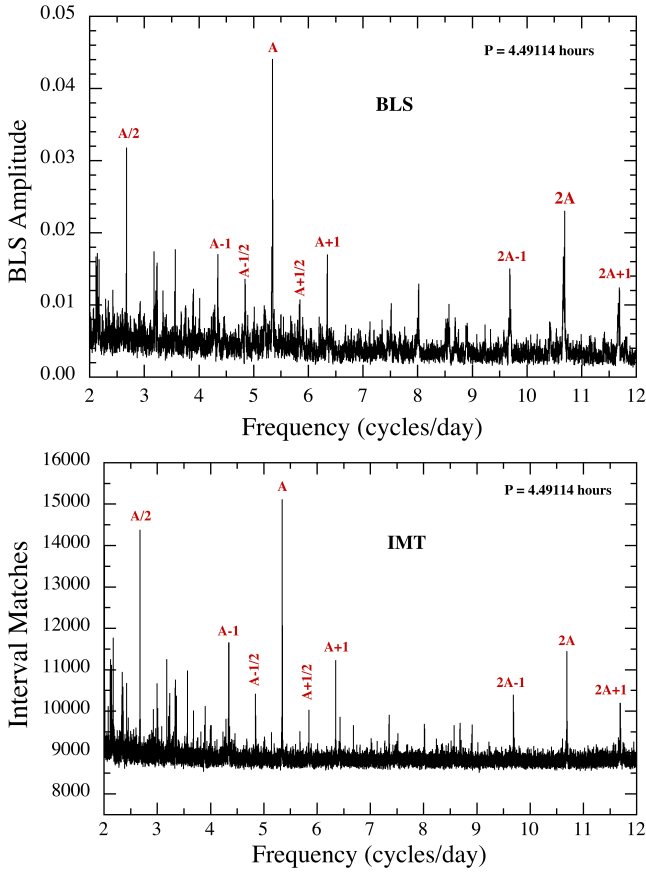 0.05
A
P = 4.49114 hours
0.04
BLS
A/2
0.03
BLS Amplitude
2A
0.02
A-1
A-1/2
A+1/2
A+1
2A-1
2A+1
0.01
0.00
2 3 4 5 6 7 8 9 10 11 12
Frequency (cycles/day)
16000
A
P = 4.49114 hours
15000
A/2
14000
IMT
13000
Interval Matches
12000
A-1
A-1/2
A+1/2
A+1
2A
11000
2A-1
2A+1
10000
9000
8000
2 3 4 5 6 7 8 9 10 11 12
Frequency (cycles/day)